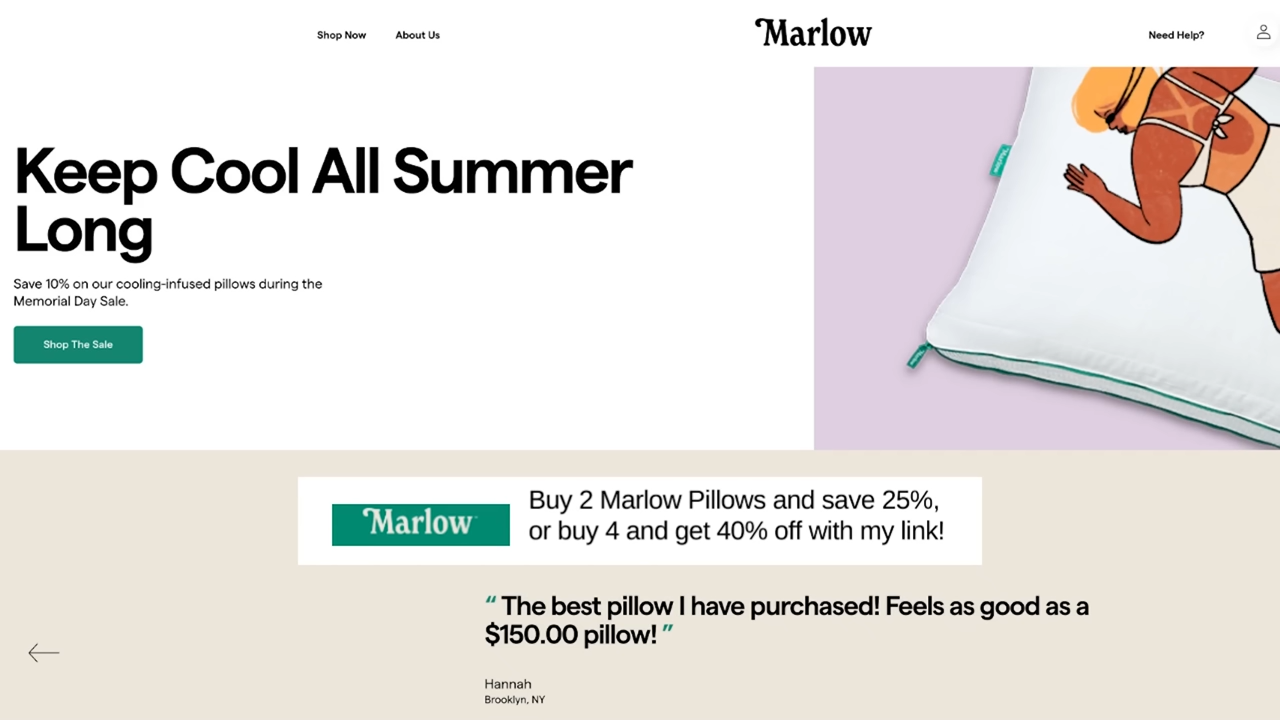 Shop Now
About Us
Marlow
Need Help?
Keep Cool All Summer
Long
Save 10% on our cooling-infused pillows during the
Memorial Day Sale.
Shop The Sale
Marlow
Buy 2 Marlow Pillows and save 25%,
or buy 4 and get 40% off with my link!
“ The best pillow I have purchased! Feels as good as a
$150.00 pillow! ”
Hannah
Brooklyn, NY